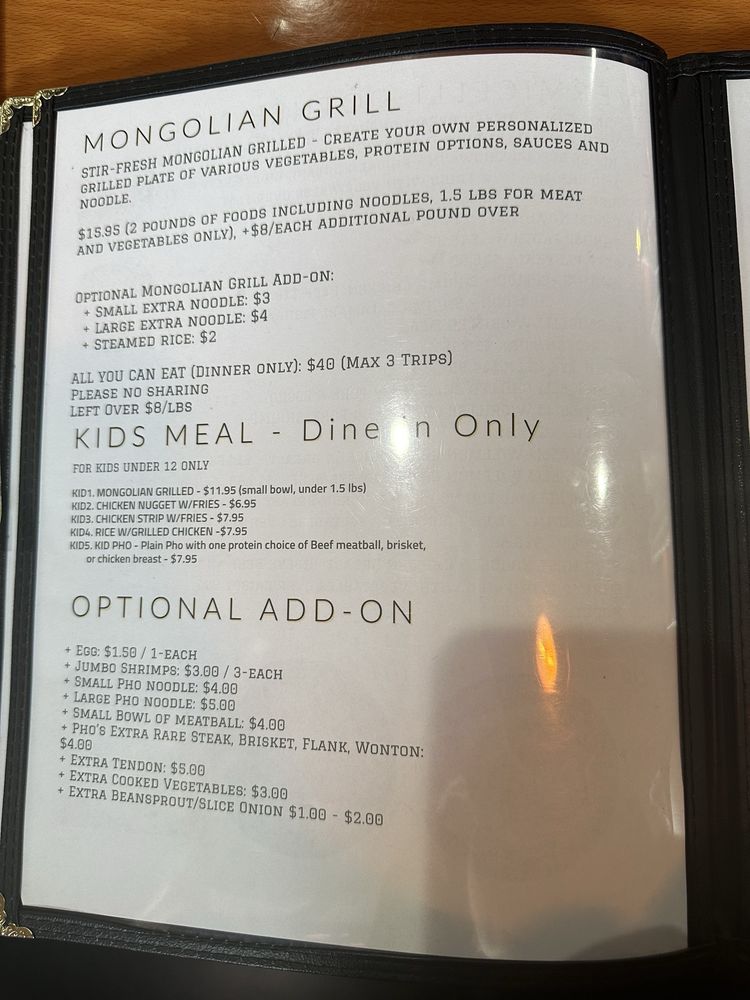 MONGOLIAN GRILL
STIR-FRESH MONGOLIAN GRILLED - CREATE YOUR OWN PERSONALIZED
GRILLED PLATE OF VARIOUS VEGETABLES, PROTEIN OPTIONS, SAUCES AND
NOODLE.
$15.95 (2 POUNDS OF FOODS INCLUDING NOODLES, 1.5 LBS FOR MEAT
AND VEGETABLES ONLY), +$8/EACH ADDITIONAL POUND OVER
OPTIONAL MONGOLIAN GRILL ADD-ON:
+ SMALL EXTRA NOODLE: $3
+ LARGE EXTRA NOODLE: $4
+ STEAMED RICE: $2
ALL YOU CAN EAT (DINNER ONLY): $40 (MAX 3 TRIPS)
PLEASE NO SHARING
LEFT OVER $8/LBS
KIDS MEAL - Dine in Only
FOR KIDS UNDER 12 ONLY
KID1. MONGOLIAN GRILLED - $11.95 (small bowl, under 1.5 lbs)
KID2. CHICKEN NUGGET W/FRIES - $6.95
KID3. CHICKEN STRIP W/FRIES - $7.95
KID4. RICE W/GRILLED CHICKEN -$7.95
KID5. KID PHO - Plain Pho with one protein choice of Beef meatball, brisket,
or chicken breast - $7.95
OPTIONAL ADD-ON
+ EGG: $1.50 / 1-EACH
+ JUMBO SHRIMPS: $3.00 / 3-EACH
+ SMALL PHO NOODLE: $4.00
+ LARGE PHO NOODLE: $5.00
+ SMALL BOWL OF MEATBALL: $4.00
+ PHO'S EXTRA RARE STEAK, BRISKET, FLANK, WONTON:
$4.00
+ EXTRA TENDON: $5.00
+ EXTRA COOKED VEGETABLES: $3.00
+ EXTRA BEANSPROUT/SLICE ONION $1.00 - $2.00